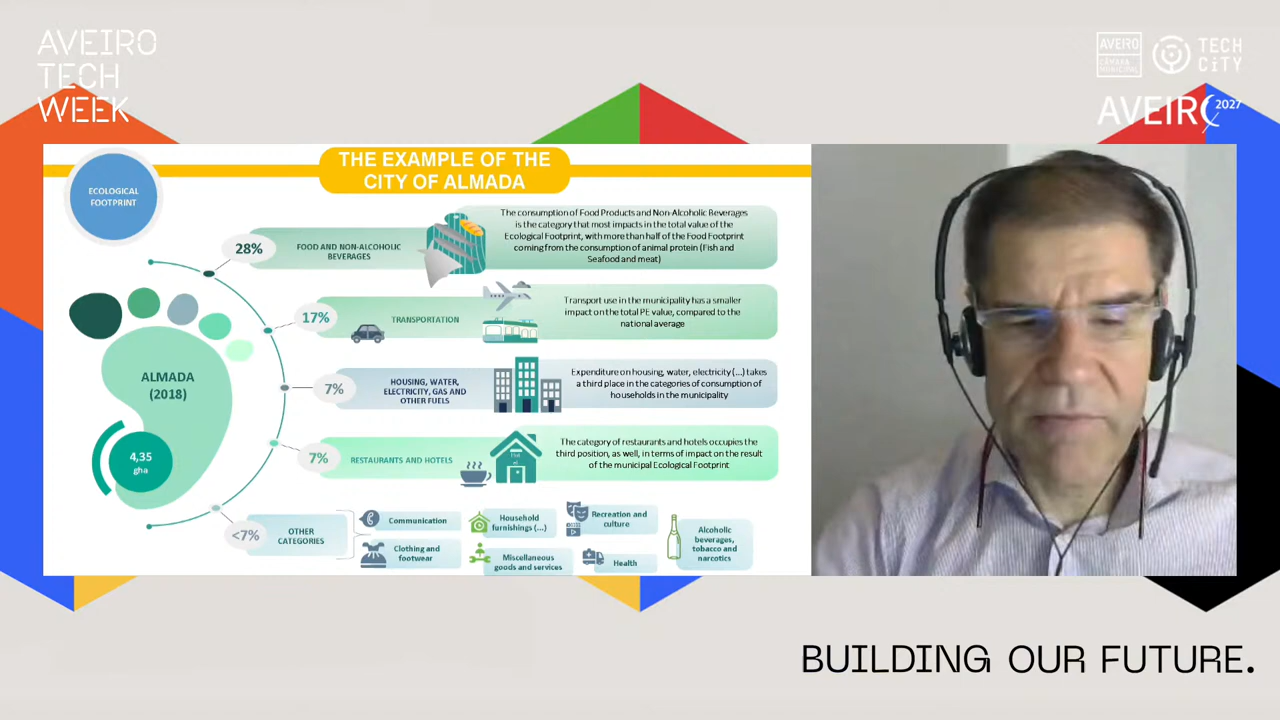 AVEIRO
TECH
WEEK
AVEIRO
CÂMARA
MUNICIPAL
TECH
CiTY
AVEIRO
2027
ECOLOGICAL
FOOTPRINT
THE EXAMPLE OF THE
CITY OF ALMADA
28%
FOOD AND NON-ALCOHOLIC
BEVERAGES
The consumption of Food Products and Non-Alcoholic Beverages
is the category that most impacts in the total value of the
Ecological Footprint, with more than half of the Food Footprint
coming from the consumption of animal protein (Fish and
Seafood and meat)
17%
TRANSPORTATION
Transport use in the municipality has a smaller
impact on the total PE value, compared to the
national average
ALMADA
(2018)
4,35
gha
7%
HOUSING, WATER,
ELECTRICITY, GAS AND
OTHER FUELS
Expenditure on housing, water, electricity (...) takes
a third place in the categories of consumption of
households in the municipality
7%
RESTAURANTS AND HOTELS
The category of restaurants and hotels occupies the
third position, as well, in terms of impact on the result
of the municipal Ecological Footprint
<7%
OTHER
CATEGORIES
Communication
Household
furnishings (...)
Recreation and
culture
Alcoholic
beverages,
tobacco and
narcotics
Clothing and
footwear
Miscellaneous
goods and services
Health
BUILDING OUR FUTURE.